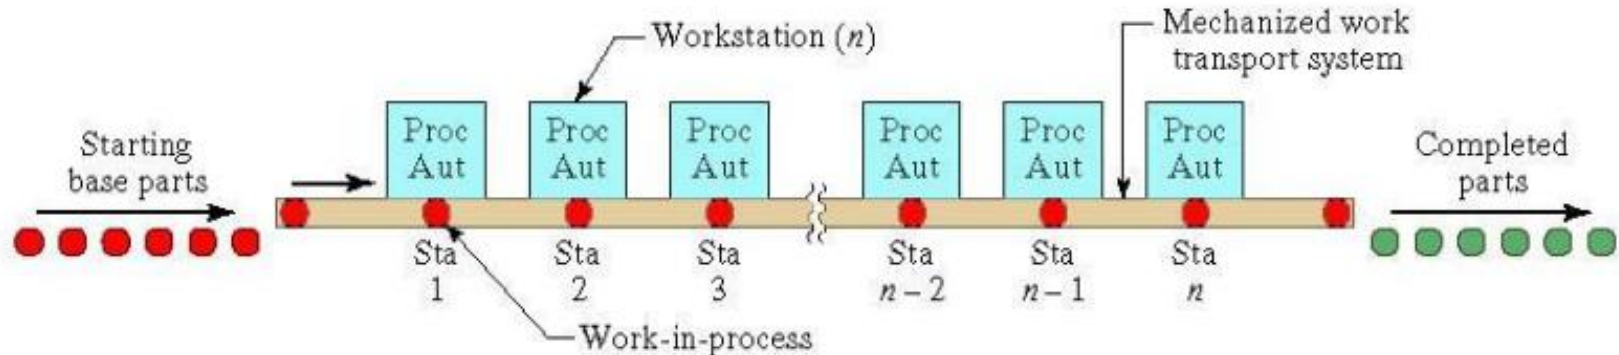 Workstation (n)
Mechanized work
transport system
Starting
base parts
Proc
Aut
Proc
Aut
Proc
Aut
Proc
Aut
Proc
Aut
Proc
Aut
Completed
parts
Sta
1
Sta
2
Sta
3
Sta
n – 2
Sta
n – 1
Sta
n
Work-in-process